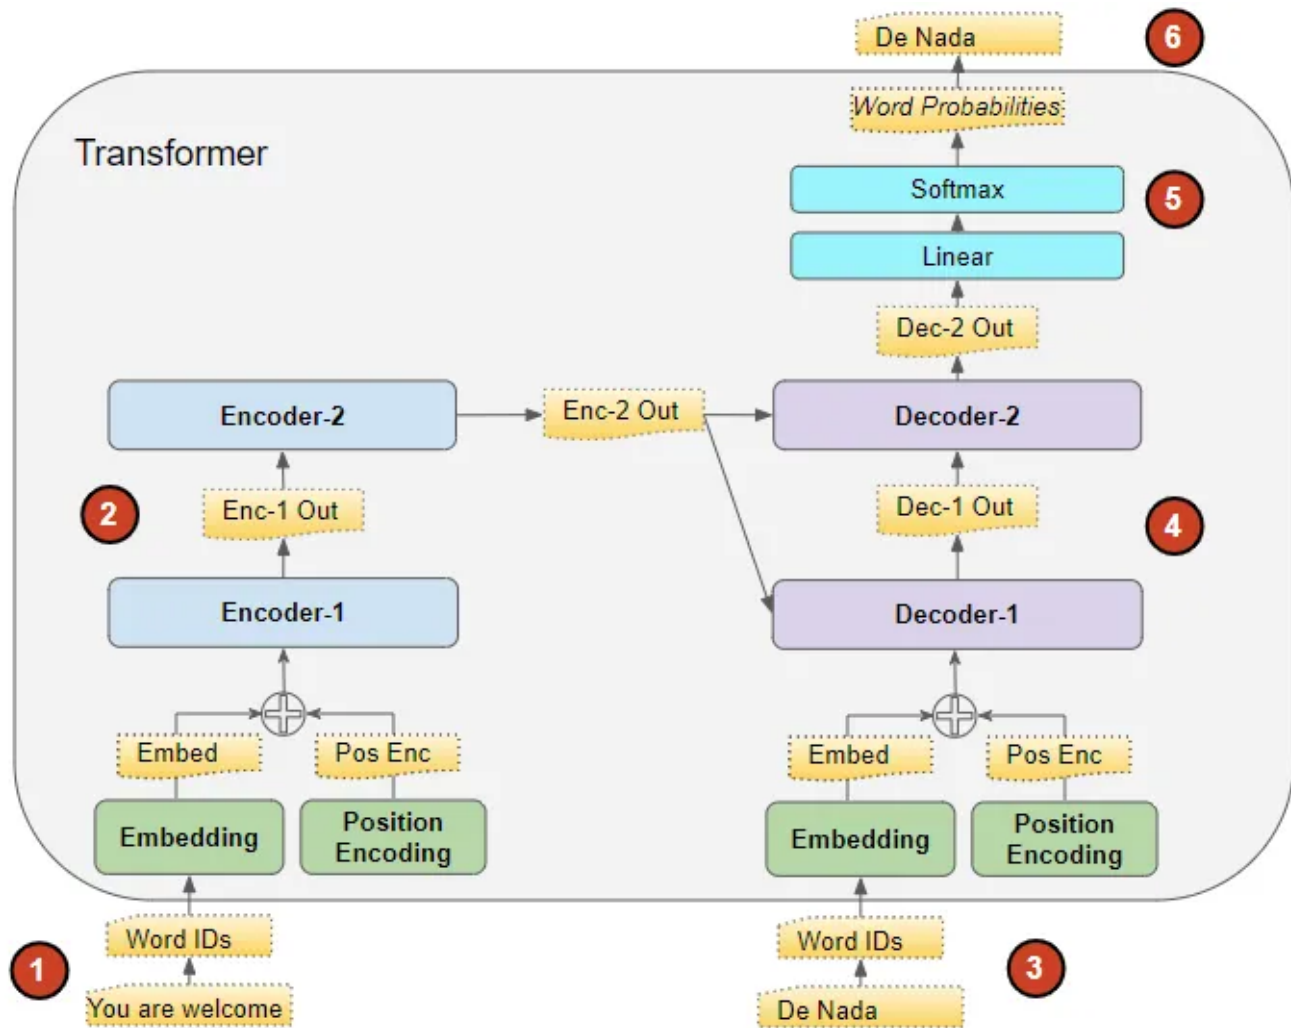 6
De Nada
Word Probabilities
Transformer
Softmax
5
Linear
Dec-2 Out
Encoder-2
Enc-2 Out
Decoder-2
2
Enc-1 Out
Dec-1 Out
4
Encoder-1
Decoder-1
Embed
Pos Enc
Embed
Pos Enc
Embedding
Position
Encoding
Embedding
Position
Encoding
1
Word IDs
You are welcome
Word IDs
3
De Nada